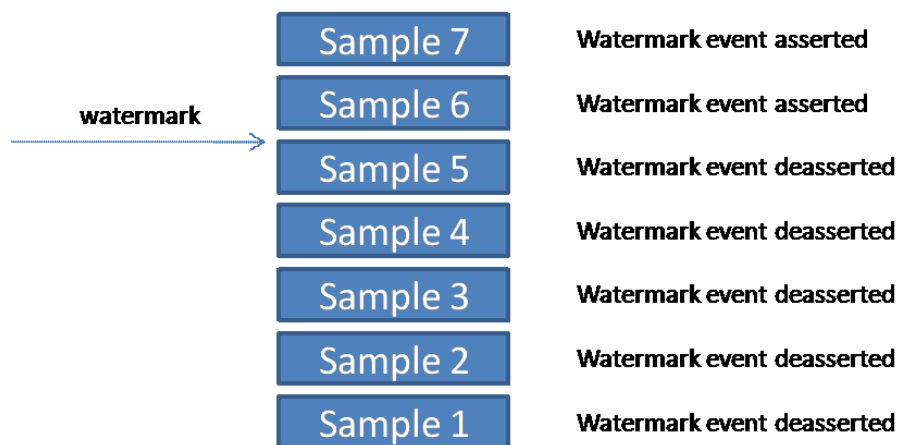 Sample 7 Watermark event asserted
Sample 6 Watermark event asserted
watermark
Sample 5 Watermark event deasserted
Sample 4 Watermark event deasserted
Sample 3 Watermark event deasserted
Sample 2 Watermark event deasserted
Sample 1 Watermark event deasserted